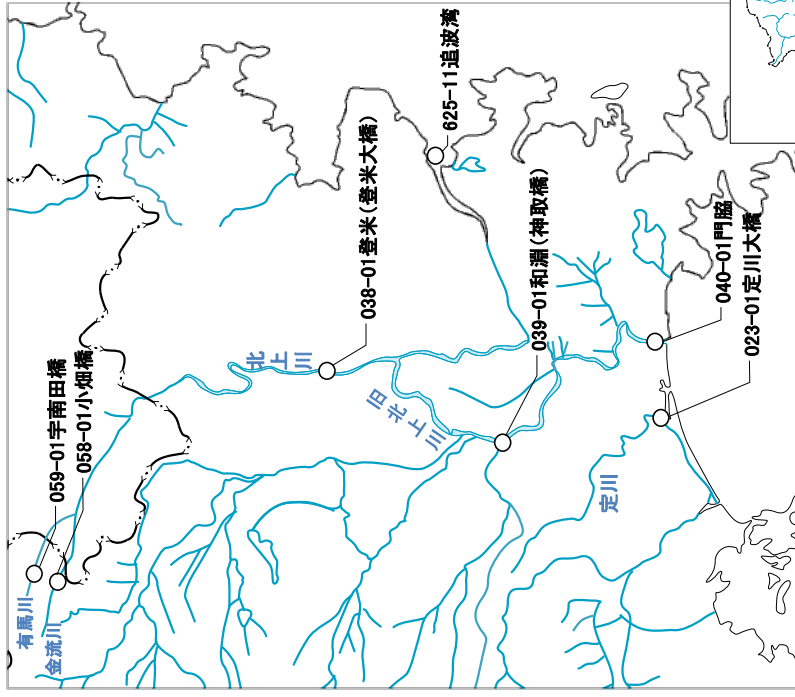 625-11追波湾
038-01登米(登米大橋)
039-01和淵(神取橋)
040-01門脇
023-01定川大橋
059-01宇南田橋
058-01小畑橋
北上川
旧北上川
定川
有馬川
金流川